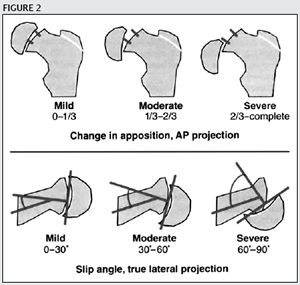 FIGURE 2
Mild Moderate Severe
0–1/3 1/3–2/3 2/3–complete
Change in apposition, AP projection
Mild Moderate Severe
0–30° 30°–60° 60°–90°
Slip angle, true lateral projection